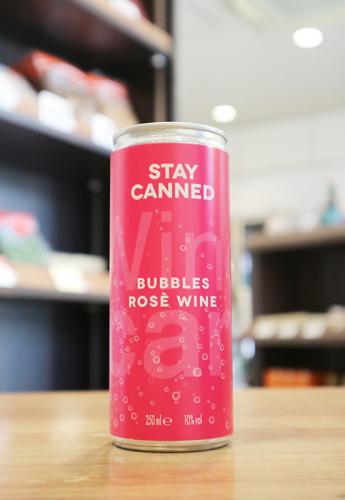 STAY
CANNED
BUBBLES
ROSÈ WINE
250 ml e 10% vol